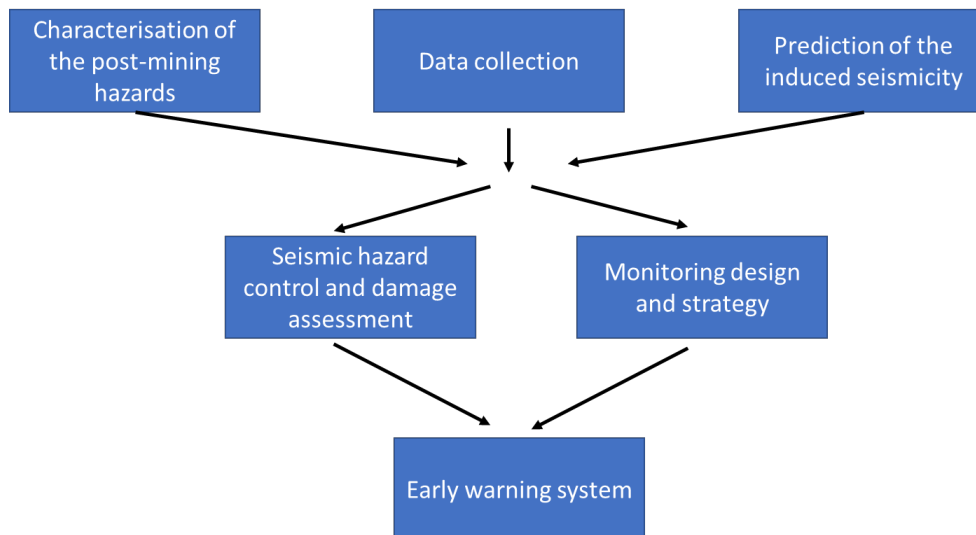 Characterisation of
the post-mining
hazards
Data collection
Prediction of the
induced seismicity
Seismic hazard
control and damage
assessment
Monitoring design
and strategy
Early warning system